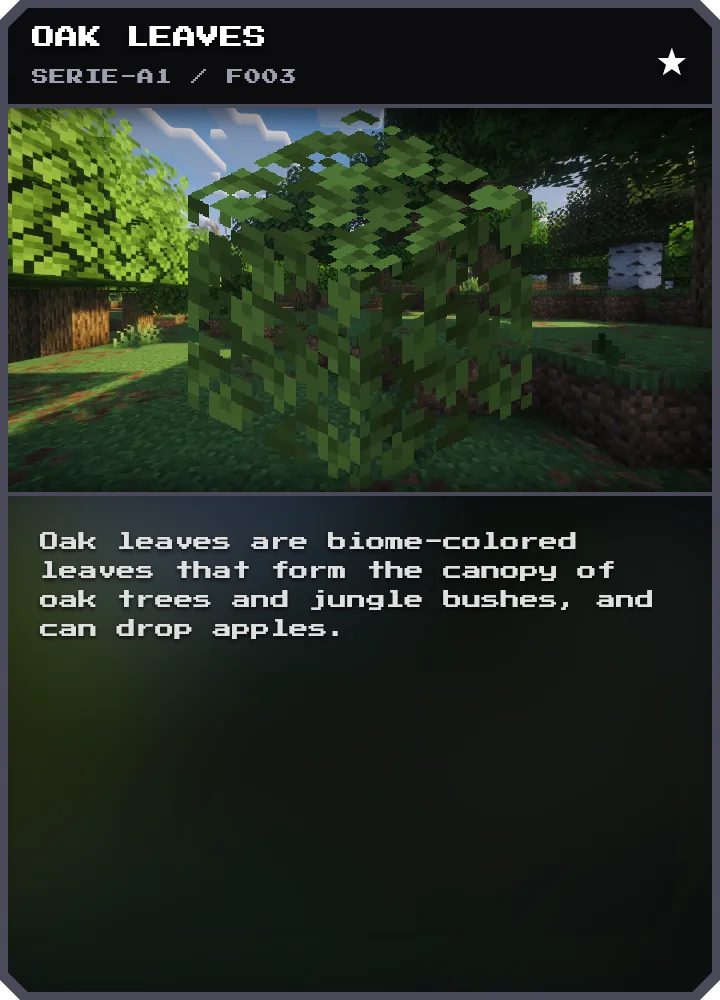 OAK LEAVES
SERIE-A1 / F003
Oak leaves are biome-colored
leaves that form the canopy of
oak trees and jungle bushes, and
can drop apples.